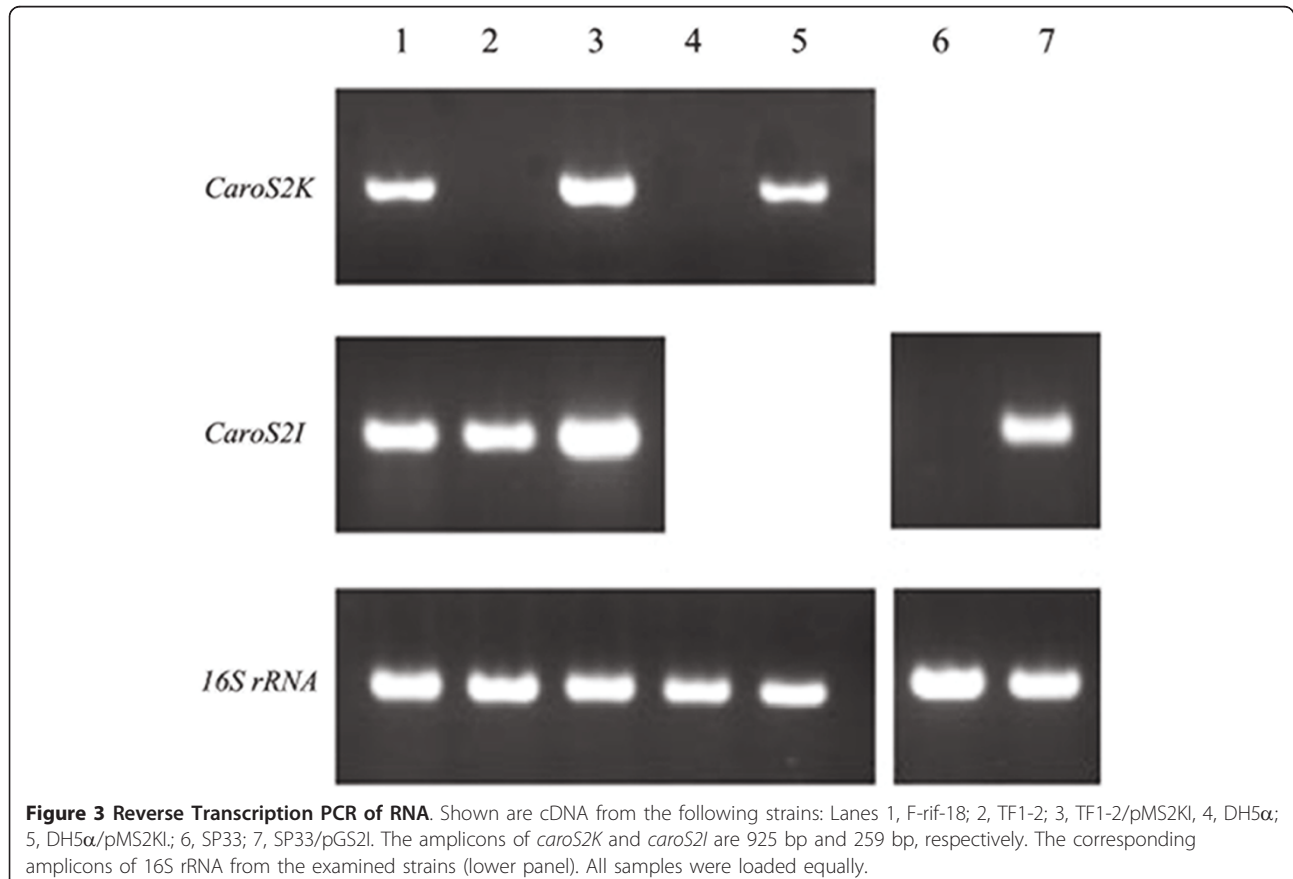 1 2 3 4 5 6 7
CaroS2K
CaroS2I
16S rRNA
Figure 3 Reverse Transcription PCR of RNA. Shown are cDNA from the following strains: Lanes 1, F-rif-18; 2, TF1-2; 3, TF1-2/pMS2KI, 4, DH5α;
5, DH5α/pMS2KI.; 6, SP33; 7, SP33/pGS2I. The amplicons of caroS2K and caroS2I are 925 bp and 259 bp, respectively. The corresponding
amplicons of 16S rRNA from the examined strains (lower panel). All samples were loaded equally.